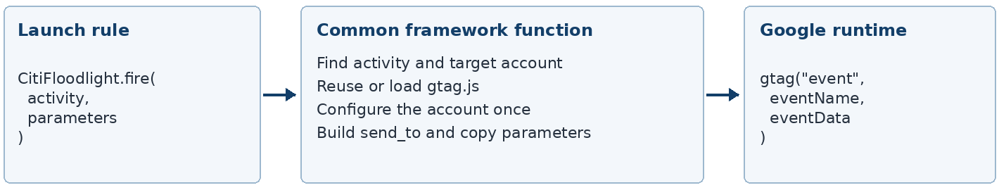 Launch rule
CitiFloodlight.fire(
activity,
parameters
)
Common framework function
Find activity and target account
Reuse or load gtag.js
Configure the account once
Build send_to and copy parameters
Google runtime
gtag("event",
eventName,
eventData
)